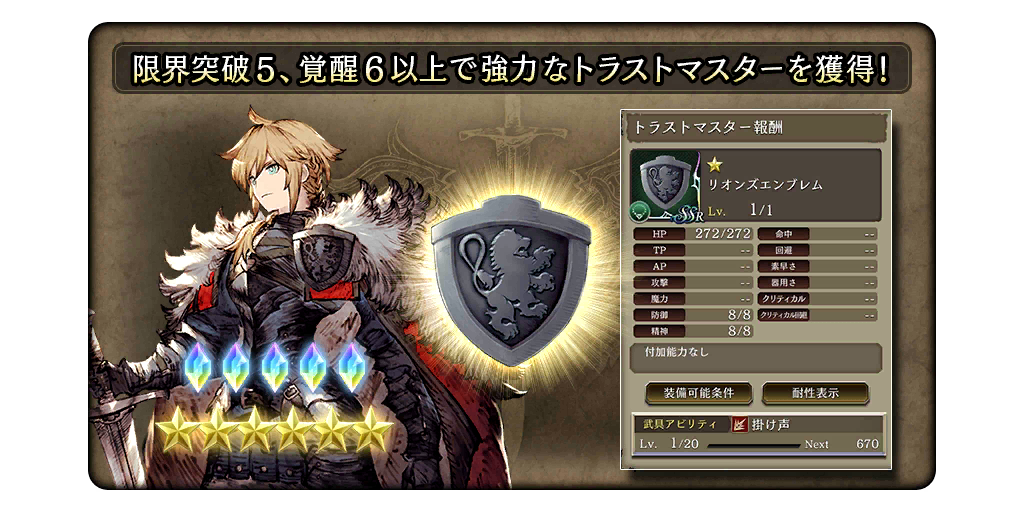 限界突破5、覚醒6以上で強力なトラストマスターを獲得!
トラストマスター報酬
リオンズエンブレム
SSR
Lv. 1/1
HP 272/272 命中 --
TP -- 回避 --
AP -- 素早さ --
攻撃 -- 器用さ --
魔力 -- クリティカル --
防御 8/8 クリティカル回避 --
精神 8/8
付加能力なし
装備可能条件 耐性表示
武具アビリティ 掛け声
Lv. 1/20 Next 670